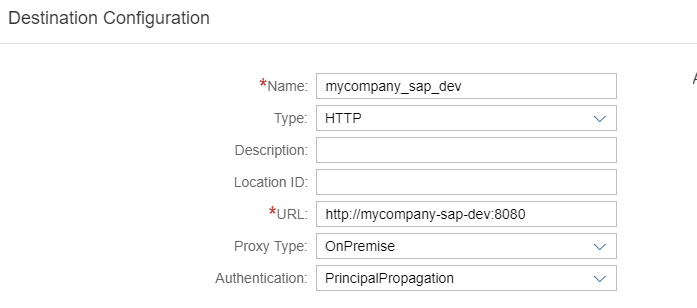 Destination Configuration
*Name: mycompany_sap_dev
Type: HTTP
Description:
Location ID:
*URL: http://mycompany-sap-dev:8080
Proxy Type: OnPremise
Authentication: PrincipalPropagation